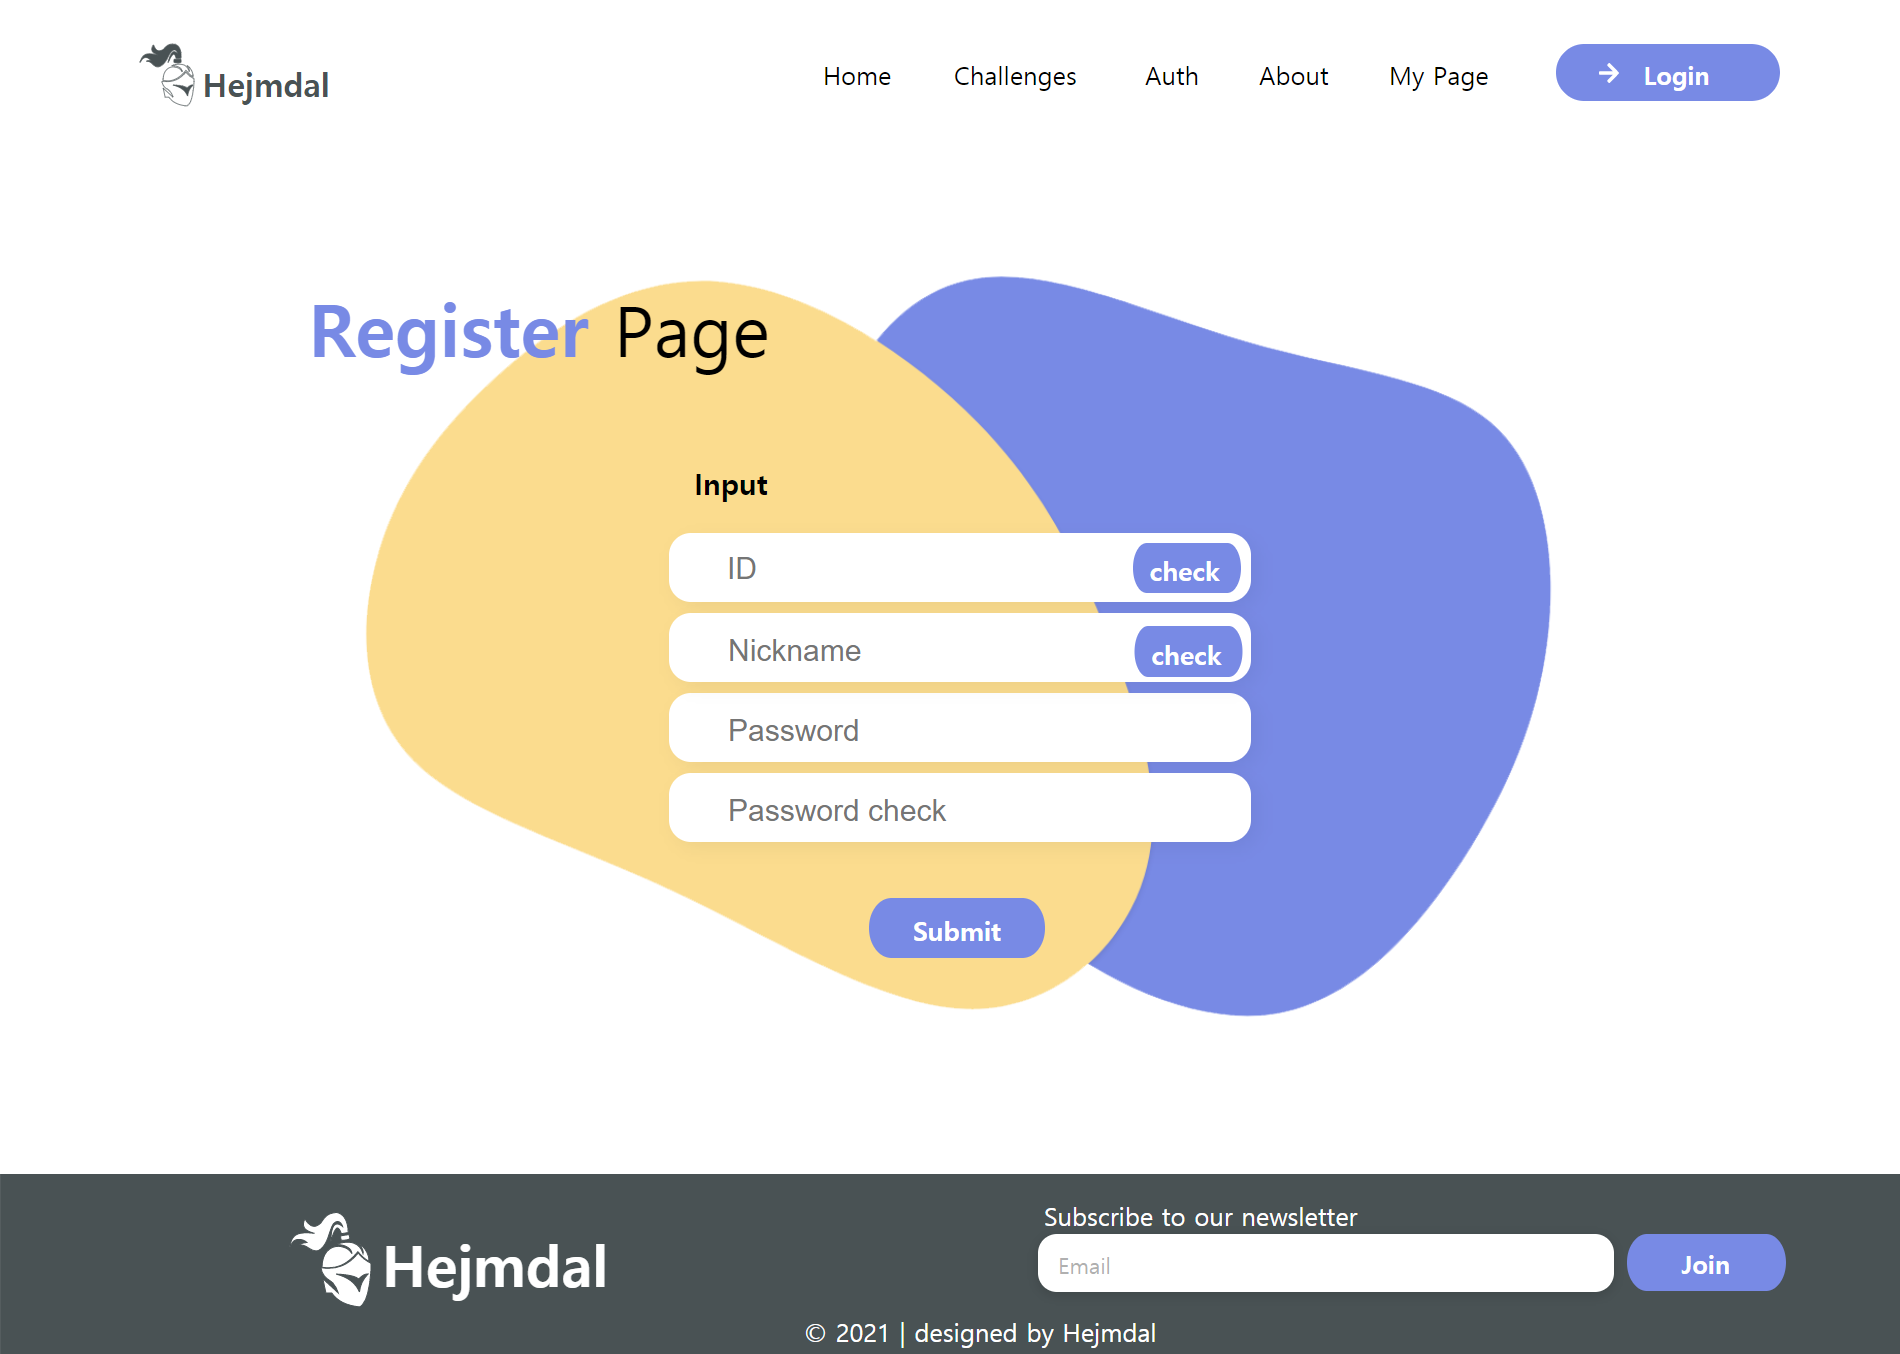 Hejmdal
Home Challenges Auth About My Page Login
Register Page
Input
ID check
Nickname check
Password
Password check
Submit
Subscribe to our newsletter
Hejmdal
Email Join
© 2021 | designed by Hejmdal